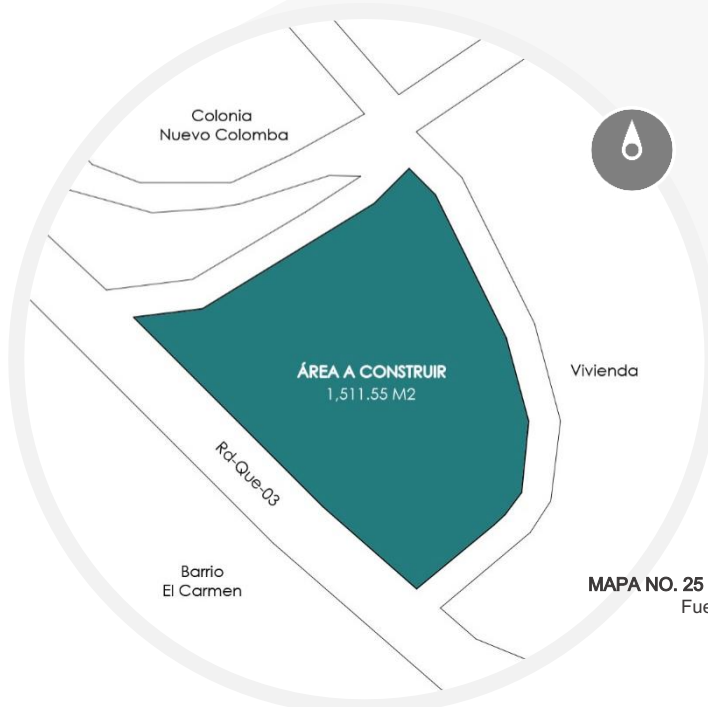 Colonia
Nuevo Colomba
ÁREA A CONSTRUIR
1,511.55 M2
Vivienda
Rd-Que-03
Barrio
El Carmen
MAPA NO. 25